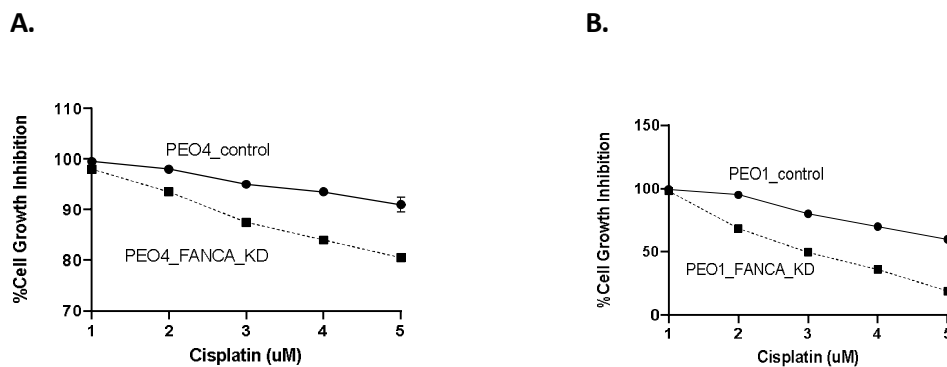 A.
%Cell Growth Inhibition
110
100
90
80
70
PEO4_control
PEO4_FANCA_KD
1 2 3 4 5
Cisplatin (uM)
B.
%Cell Growth Inhibition
150
100
50
0
PEO1_control
PEO1_FANCA_KD
1 2 3 4 5
Cisplatin (uM)